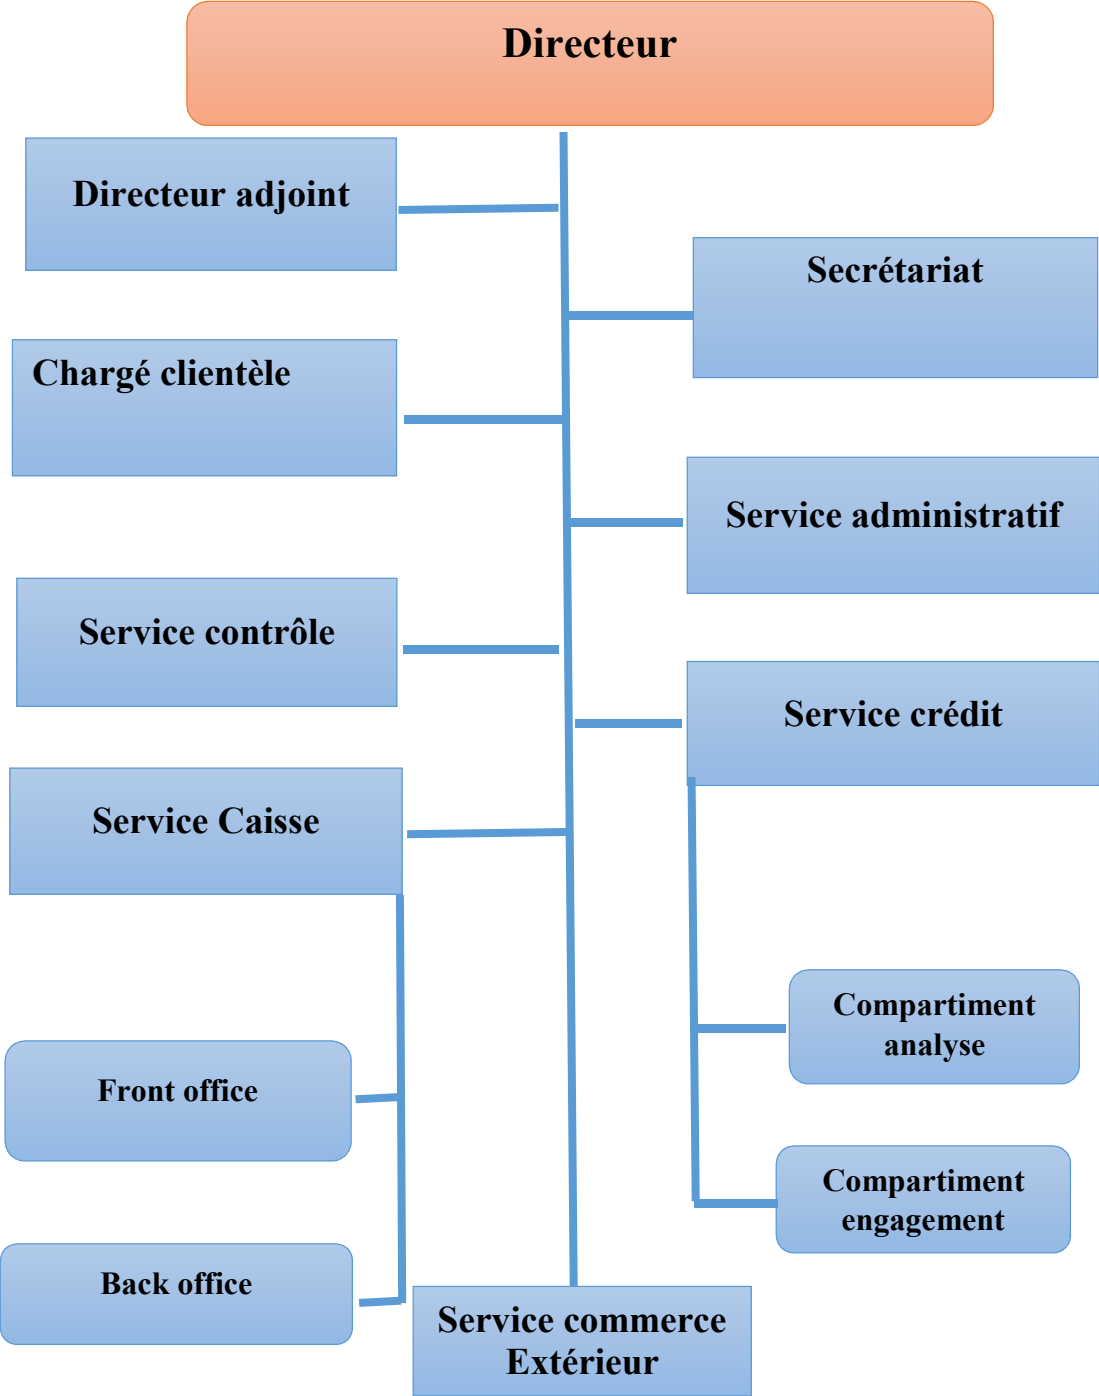 Directeur
Directeur adjoint
Secrétariat
Chargé clientèle
Service administratif
Service contrôle
Service crédit
Service Caisse
Compartiment
analyse
Front office
Compartiment
engagement
Back office
Service commerce
Extérieur